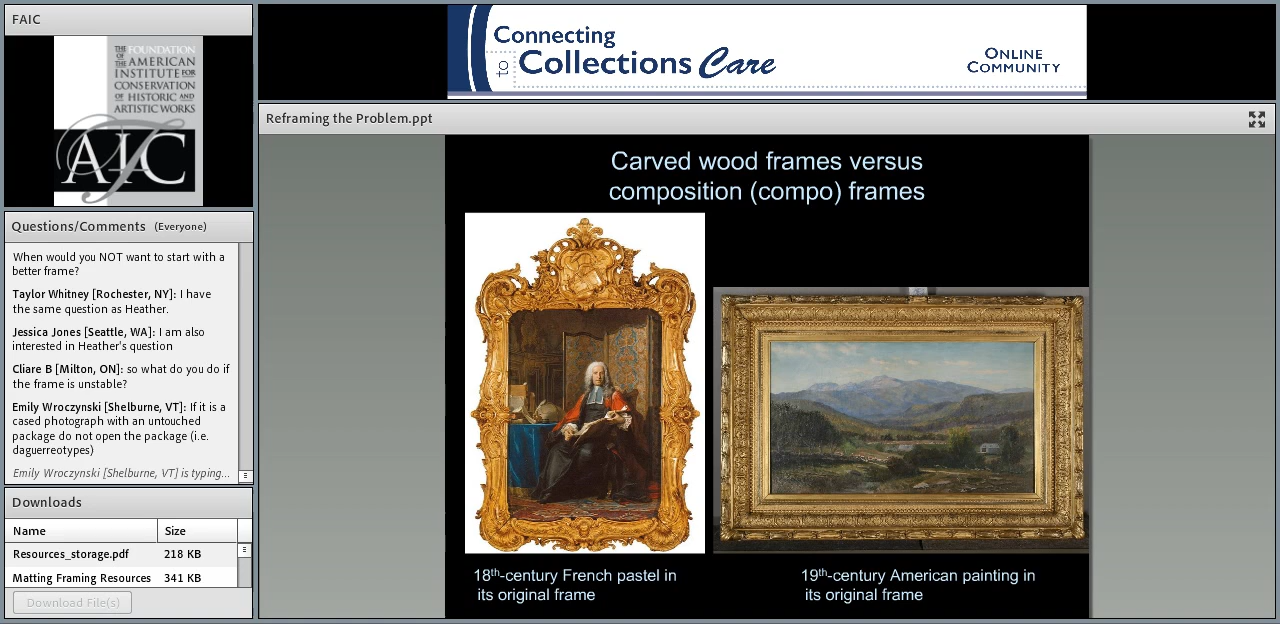 FAIC
THE FOUNDATION
OF THE AMERICAN
INSTITUTE FOR
CONSERVATION
OF HISTORIC AND
ARTISTIC WORKS
FAIC
Questions/Comments (Everyone)
When would you NOT want to start with a
better frame?
Taylor Whitney [Rochester, NY]: I have
the same question as Heather.
Jessica Jones [Seattle, WA]: I am also
interested in Heather's question
Cliare B [Milton, ON]: so what do you do if
the frame is unstable?
Emily Wroczynski [Shelburne, VT]: If it is a
cased photograph with an untouched
package do not open the package (i.e.
daguerreotypes)
Emily Wroczynski [Shelburne, VT] is typing...
Downloads
Name Size
Resources_storage.pdf 218 KB
Matting Framing Resources 341 KB
Download File(s)
Connecting
to Collections Care
ONLINE
COMMUNITY
Reframing the Problem.ppt
Carved wood frames versus
composition (compo) frames
18th-century French pastel in
its original frame
19th-century American painting in
its original frame